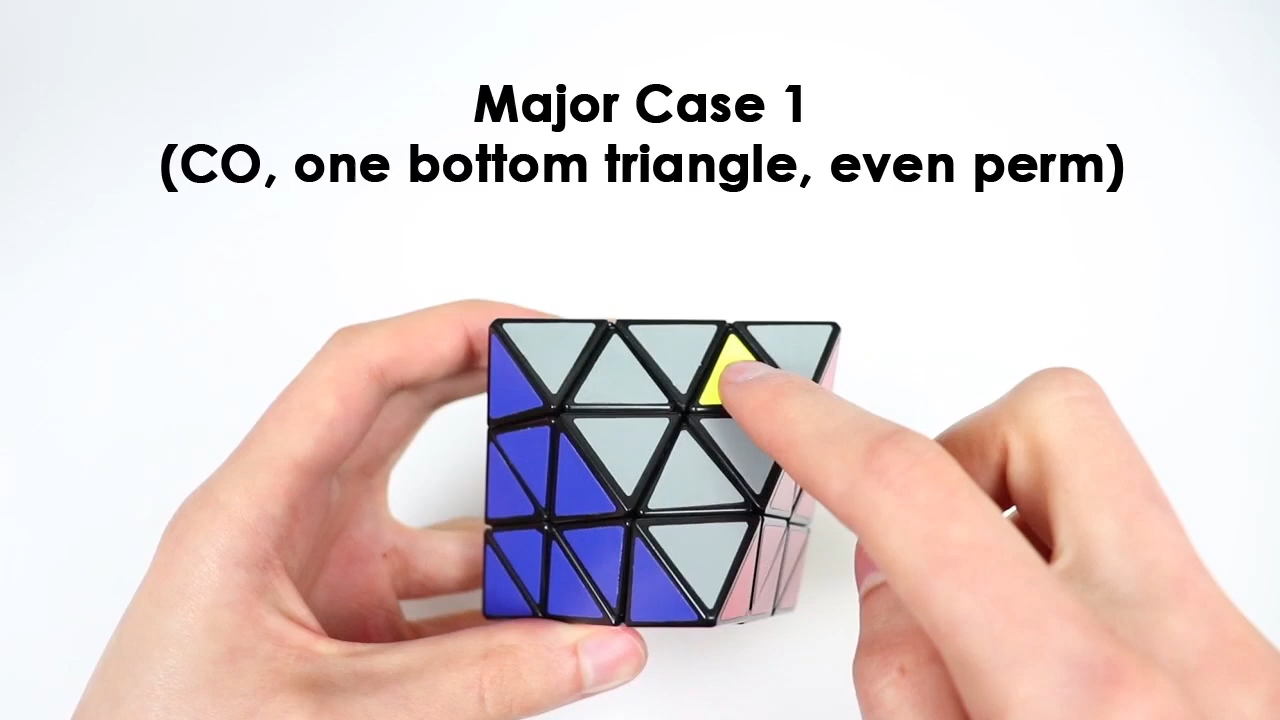 Major Case 1
(CO, one bottom triangle, even perm)